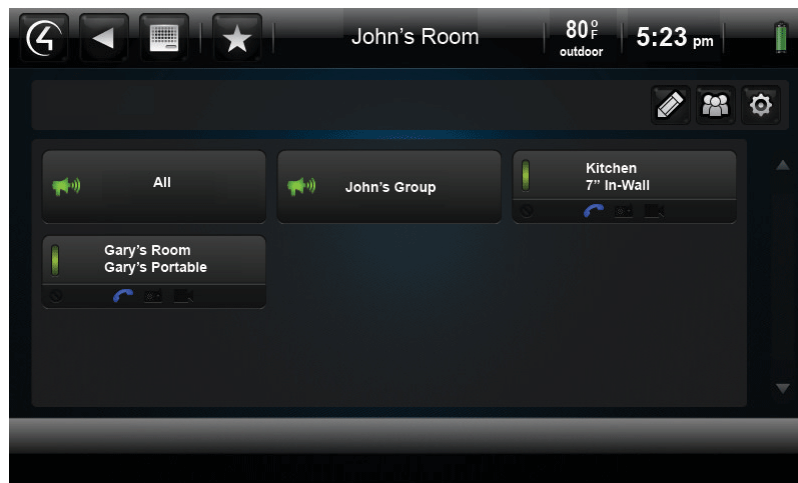 John's Room
80°F
outdoor
5:23 pm
All
John's Group
Kitchen
7” In-Wall
Gary's Room
Gary's Portable